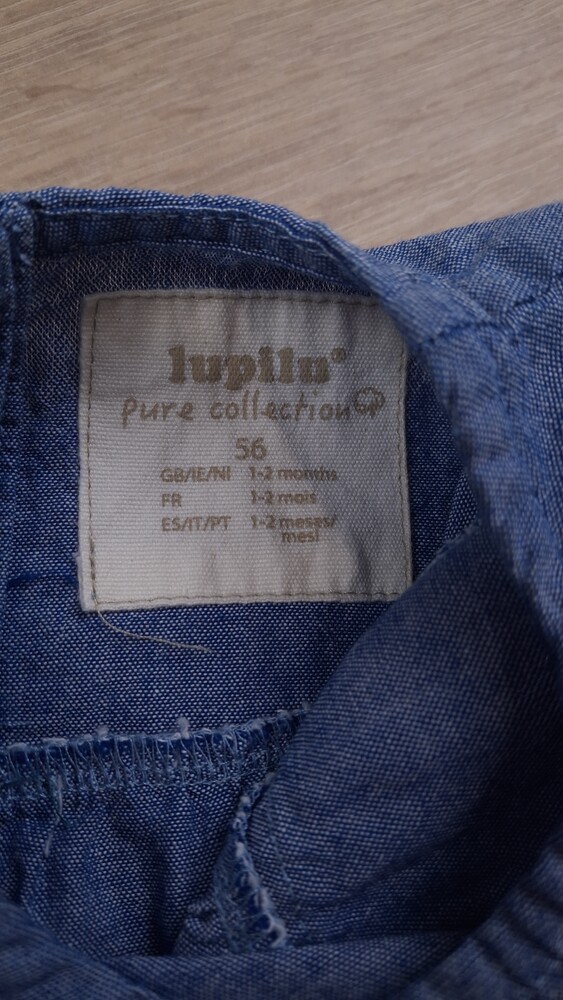 lupilu®
pure collection
56
GB/IE/NI 1-2 months
FR 1-2 mois
ES/IT/PT 1-2 meses/
mesi